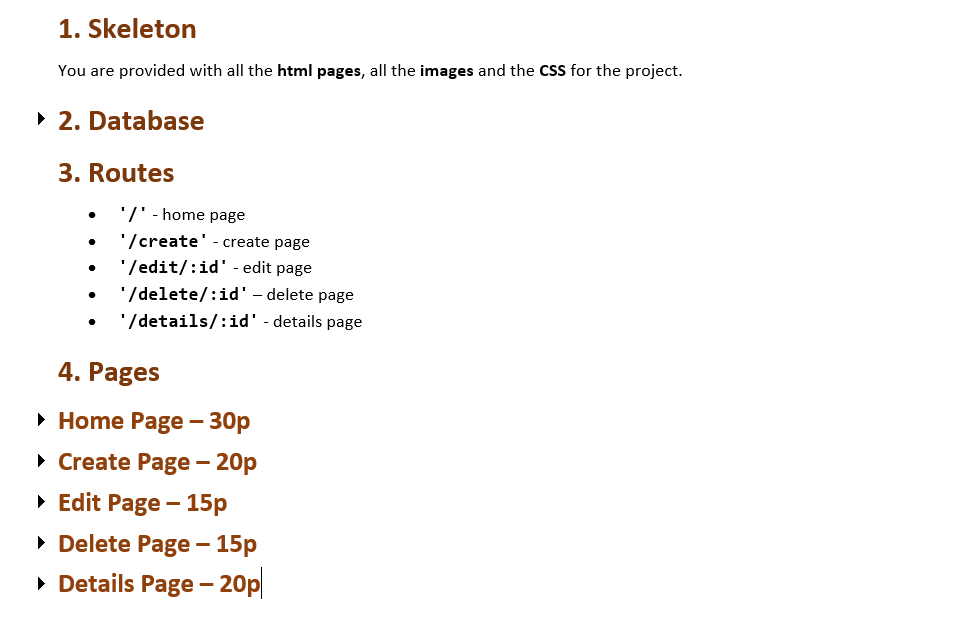 1. Skeleton
You are provided with all the html pages, all the images and the CSS for the project.
2. Database
3. Routes
• '/' - home page
• '/create' - create page
• '/edit/:id' - edit page
• '/delete/:id' – delete page
• '/details/:id' - details page
4. Pages
Home Page – 30p
Create Page – 20p
Edit Page – 15p
Delete Page – 15p
Details Page – 20p